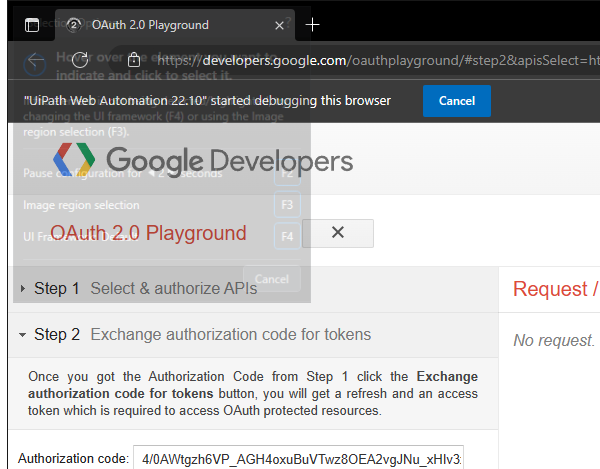 Selection Options
?
OAuth 2.0 Playground
https://developers.google.com/oauthplayground/#step2&apisSelect=ht
Hover over the element you want to
indicate and click to select it.
"UiPath Web Automation 22.10" started debugging this browser
Cancel
changing the UI framework (F4) or using the Image
region selection (F3).
Google Developers
Pause configuration for
2
seconds
F2
Image region selection
F3
OAuth 2.0 Playground
UI Framework: Default
F4
Cancel
Step 1 Select & authorize APIs
Request /
Step 2 Exchange authorization code for tokens
No request.
Once you got the Authorization Code from Step 1 click the Exchange
authorization code for tokens button, you will get a refresh and an access
token which is required to access OAuth protected resources.
Authorization code:
4/0AWtgzh6VP_AGH4oxuBuVTwz8OEA2vgJNu_xHIv3